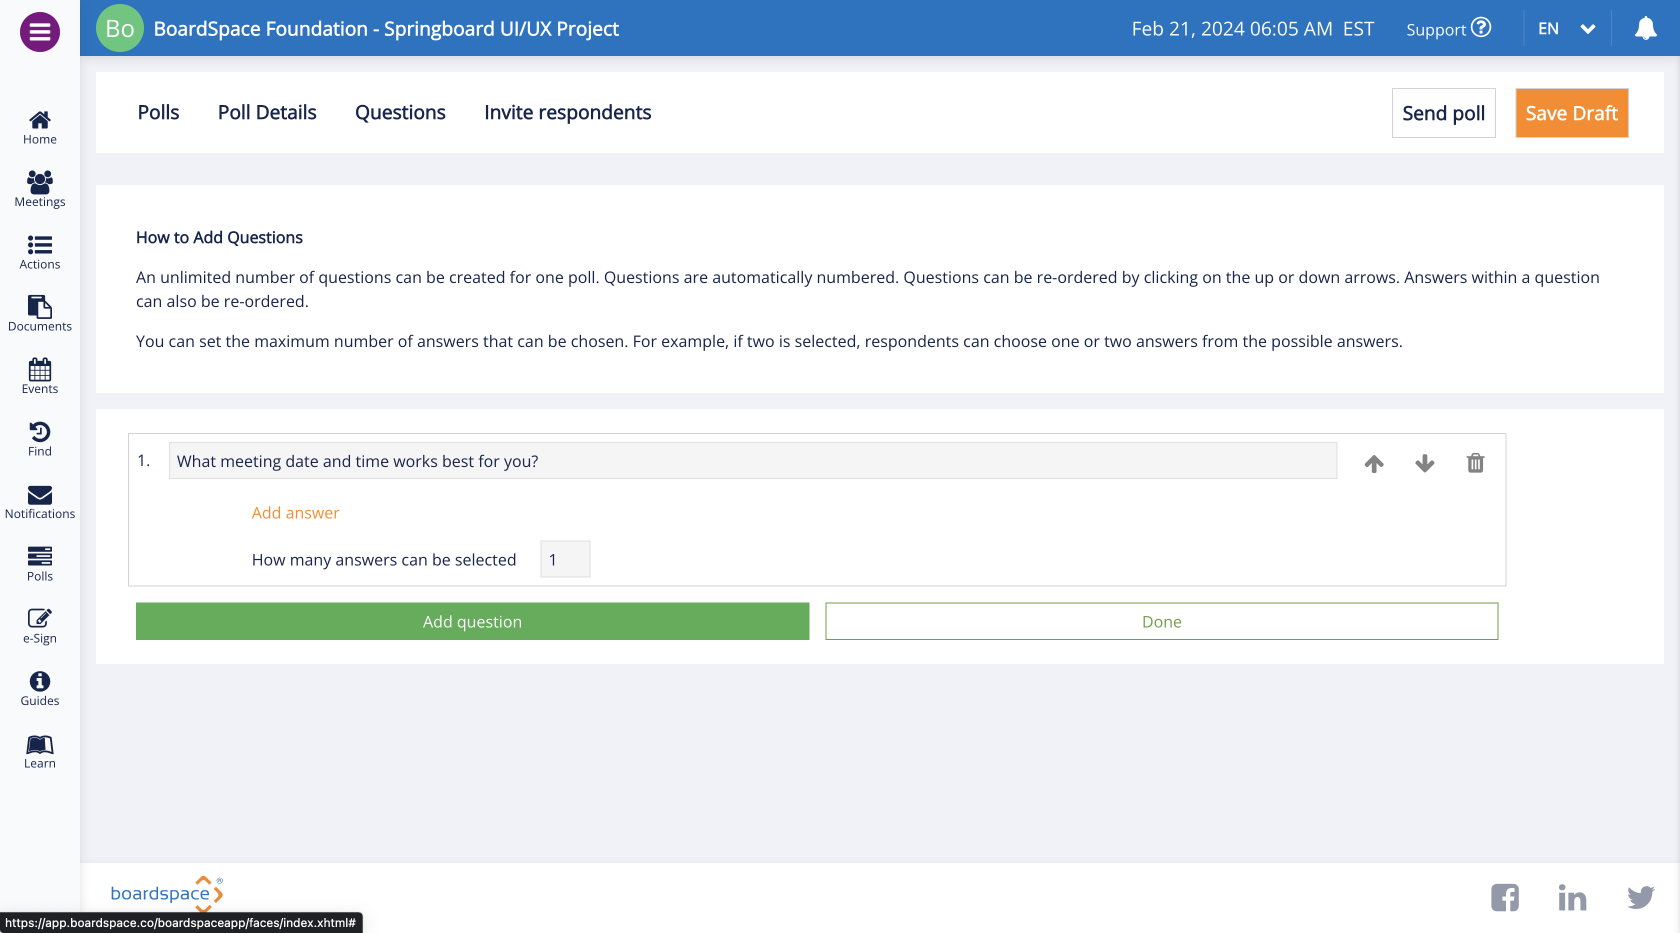 Bo BoardSpace Foundation - Springboard UI/UX Project Feb 21, 2024 06:05 AM EST Support EN
Polls Poll Details Questions Invite respondents Send poll Save Draft
Home
Meetings
Actions
Documents
Events
Find
Notifications
Polls
e-Sign
Guides
Learn
How to Add Questions
An unlimited number of questions can be created for one poll. Questions are automatically numbered. Questions can be re-ordered by clicking on the up or down arrows. Answers within a question
can also be re-ordered.
You can set the maximum number of answers that can be chosen. For example, if two is selected, respondents can choose one or two answers from the possible answers.
1. What meeting date and time works best for you?
Add answer
How many answers can be selected 1
Add question Done
boardspace®
https://app.boardspace.co/boardspaceapp/faces/index.xhtml#